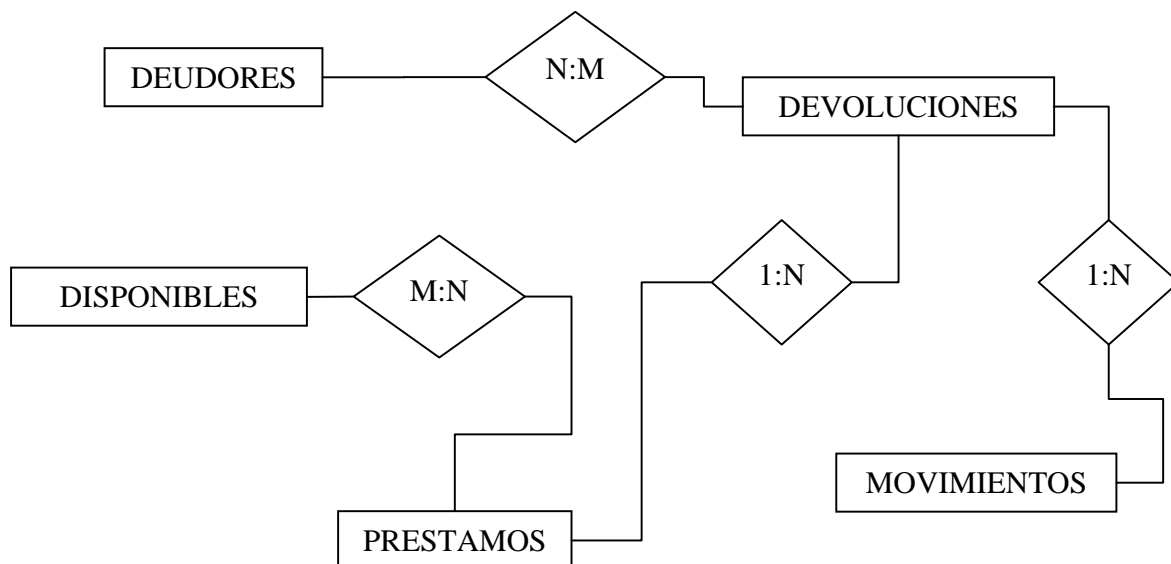 DEUDORES
N:M
DEVOLUCIONES
DISPONIBLES
M:N
1:N
1:N
MOVIMIENTOS
PRESTAMOS